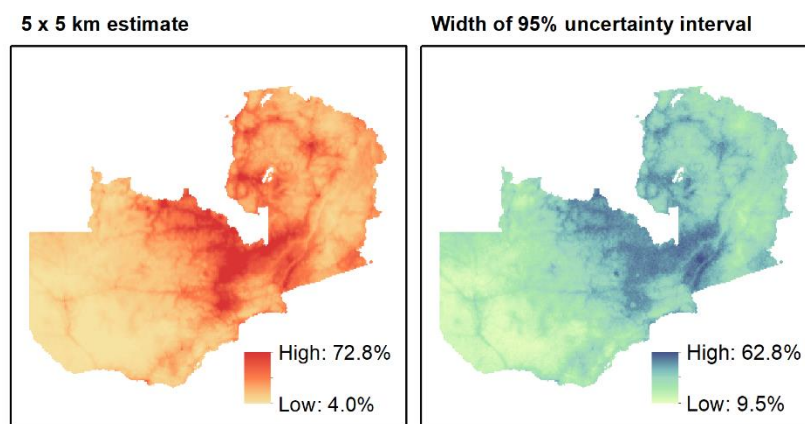 5 x 5 km estimate
Width of 95% uncertainty interval
High: 72.8%
Low: 4.0%
High: 62.8%
Low: 9.5%